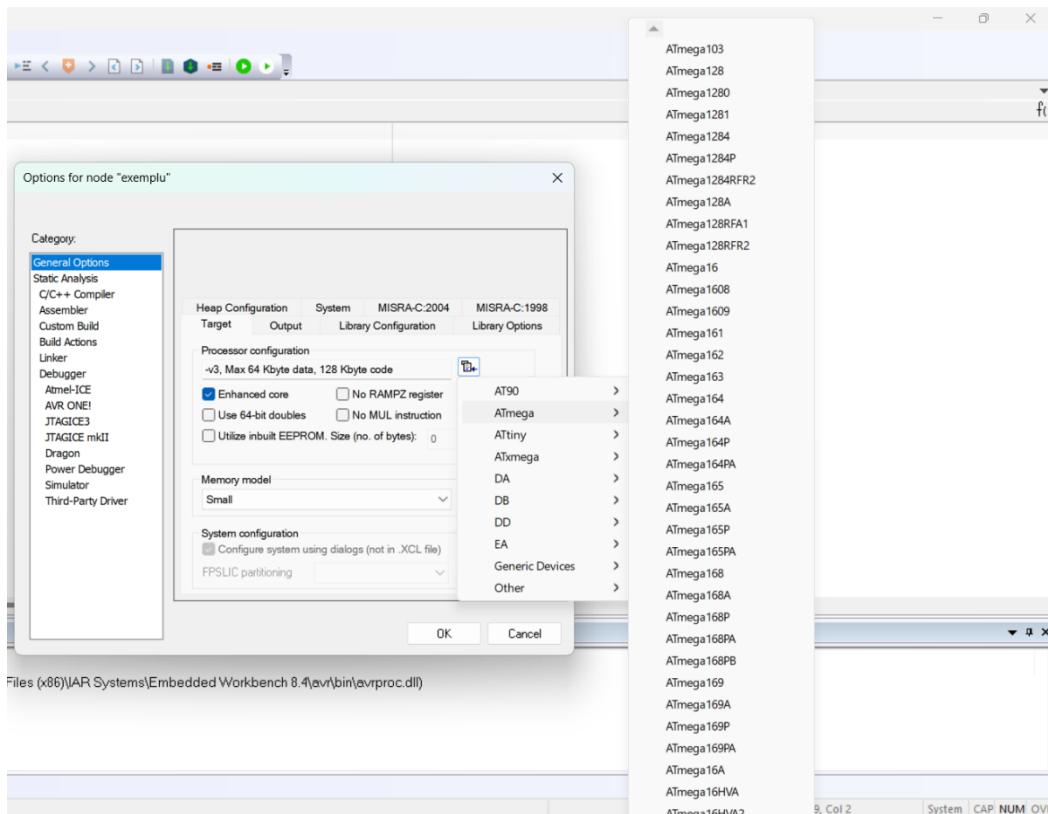 f(
Options for node "exemplu"
Category:
General Options
Static Analysis
C/C++ Compiler
Assembler
Custom Build
Build Actions
Linker
Debugger
Atmel-ICE
AVR ONE!
JTAGICE3
JTAGICE mkII
Dragon
Power Debugger
Simulator
Third-Party Driver
Heap Configuration System MISRA-C:2004 MISRA-C:1998
Target Output Library Configuration Library Options
Processor configuration
-v3, Max 64 Kbyte data, 128 Kbyte code
Enhanced core No RAMPZ register
Use 64-bit doubles No MUL instruction
Utilize inbuilt EEPROM. Size (no. of bytes): 0
Memory model
Small
System configuration
Configure system using dialogs (not in .XCL file)
FPSLIC partitioning
OK Cancel
AT90
ATmega
ATtiny
ATxmega
DA
DB
DD
EA
Generic Devices
Other
ATmega103
ATmega128
ATmega1280
ATmega1281
ATmega1284
ATmega1284P
ATmega1284RFR2
ATmega128A
ATmega128RFA1
ATmega128RFR2
ATmega16
ATmega1608
ATmega1609
ATmega161
ATmega162
ATmega163
ATmega164
ATmega164A
ATmega164P
ATmega164PA
ATmega165
ATmega165A
ATmega165P
ATmega165PA
ATmega168
ATmega168A
ATmega168P
ATmega168PA
ATmega168PB
ATmega169
ATmega169A
ATmega169P
ATmega169PA
ATmega16A
ATmega16HVA
ATmega16HVA2
Files (x86)\IAR Systems\Embedded Workbench 8.4\avr\bin\avrproc.dll)
9, Col 2 System CAP NUM OV